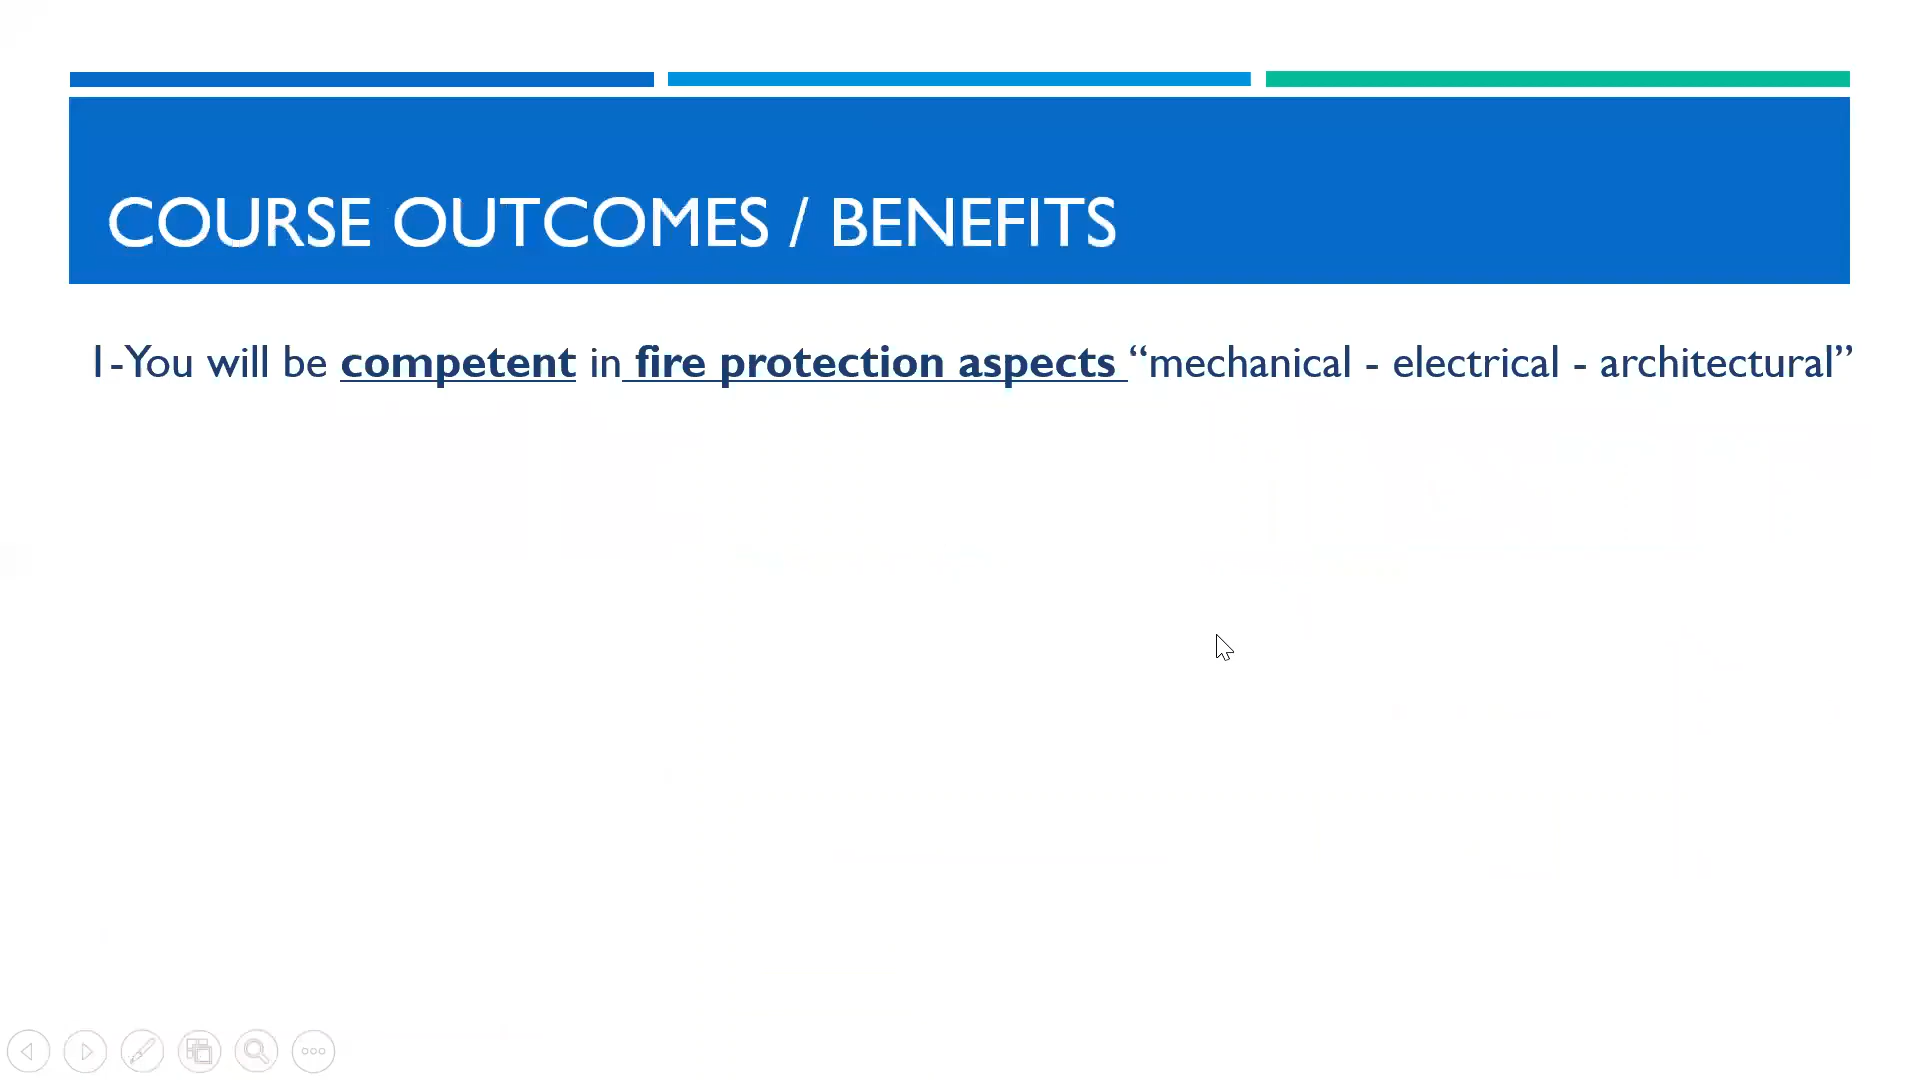 COURSE OUTCOMES / BENEFITS
1-You will be competent in fire protection aspects “mechanical - electrical - architectural”